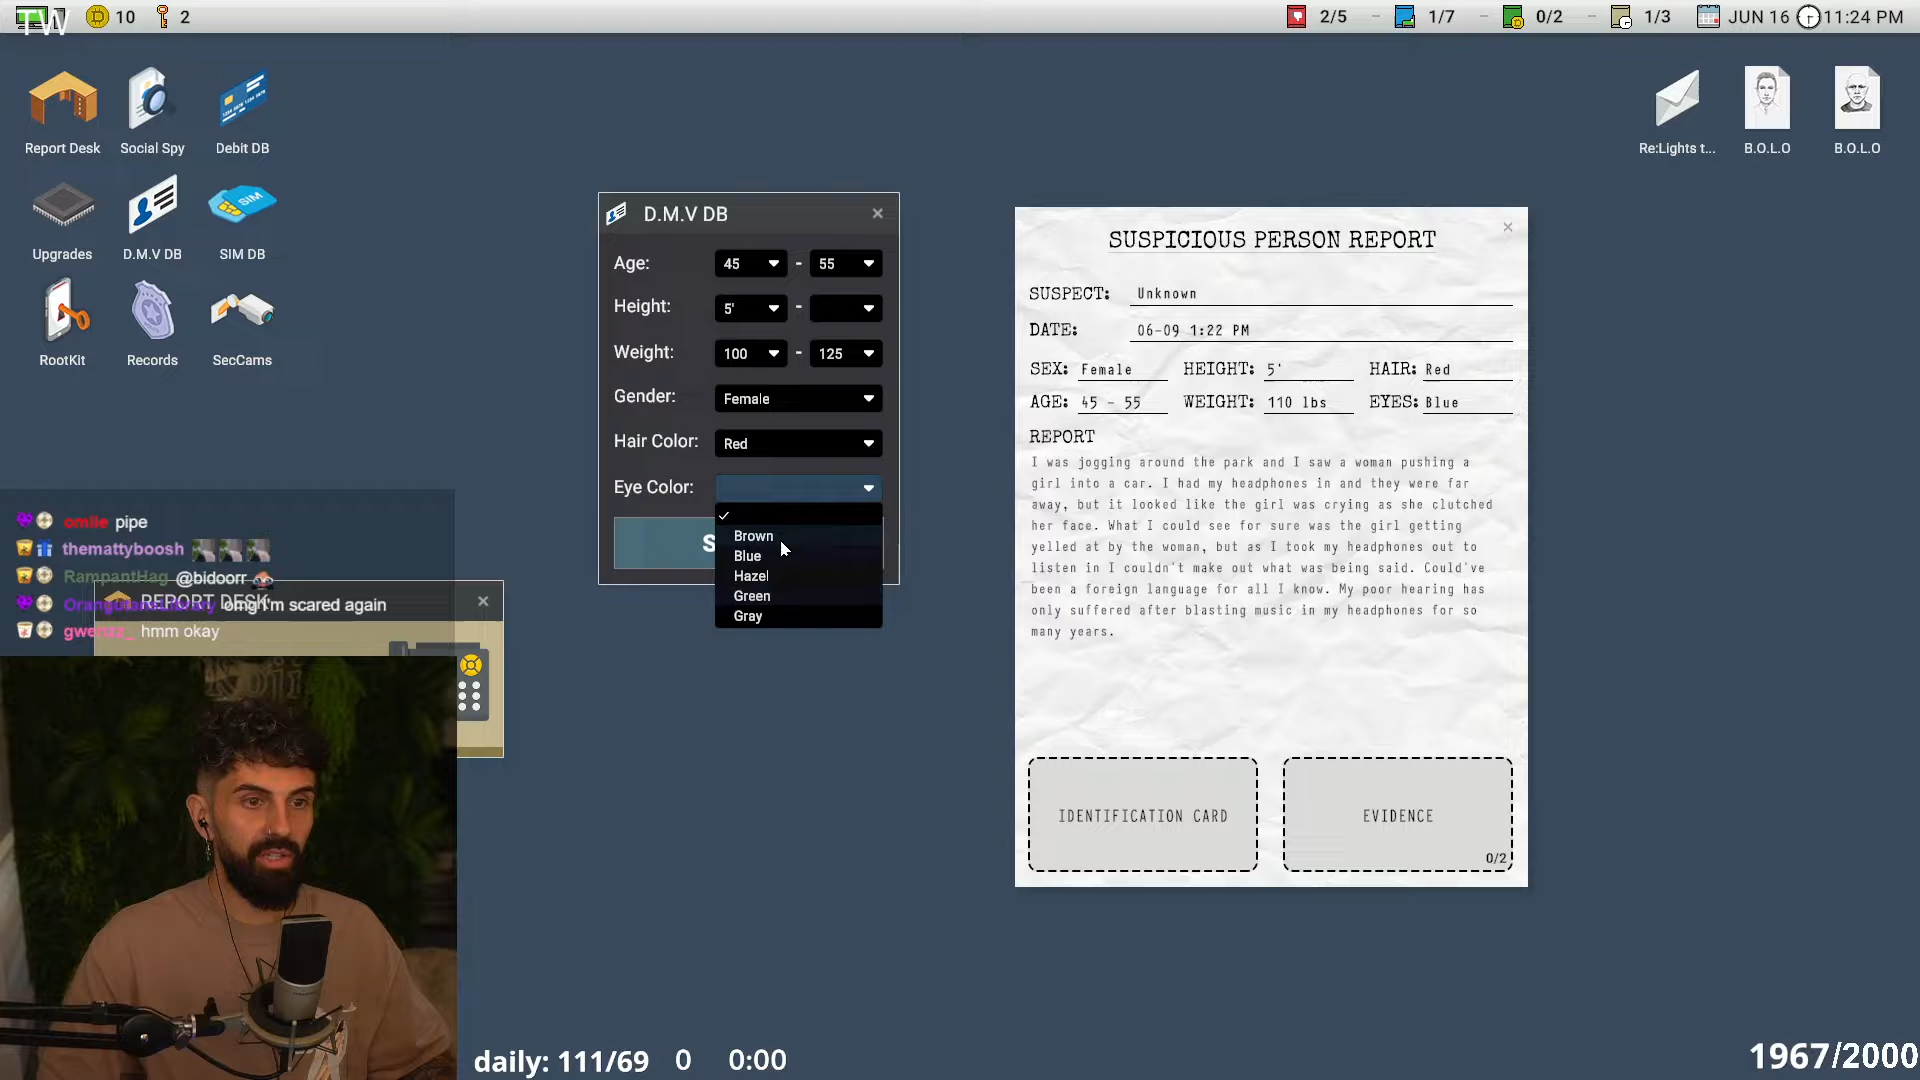 TW
10
2
2/5
1/7
0/2
1/3
JUN 16
11:24 PM
Report Desk
Social Spy
Debit DB
Upgrades
D.M.V DB
SIM DB
RootKit
Records
SecCams
Re:Lights t...
B.O.L.O
B.O.L.O
D.M.V DB
Age: 45 - 55
Height: 5' -
Weight: 100 - 125
Gender: Female
Hair Color: Red
Eye Color:
S
Brown
Blue
Hazel
Green
Gray
SUSPICIOUS PERSON REPORT
SUSPECT: Unknown
DATE: 06-09 1:22 PM
SEX: Female HEIGHT: 5' HAIR: Red
AGE: 45 - 55 WEIGHT: 110 lbs EYES: Blue
REPORT
I was jogging around the park and I saw a woman pushing a
girl into a car. I had my headphones in and they were far
away, but it looked like the girl was crying as she clutched
her face. What I could see for sure was the girl getting
yelled at by the woman, but as I took my headphones out to
listen in I couldn't make out what was being said. Could've
been a foreign language for all I know. My poor hearing has
only suffered after blasting music in my headphones for so
many years.
IDENTIFICATION CARD
EVIDENCE
0/2
omile pipe
themattyboosh
RampantHag @bidoorr
REPORT DESK
omg I'm scared again
gwenzz_ hmm okay
daily: 111/69 0 0:00
1967/2000